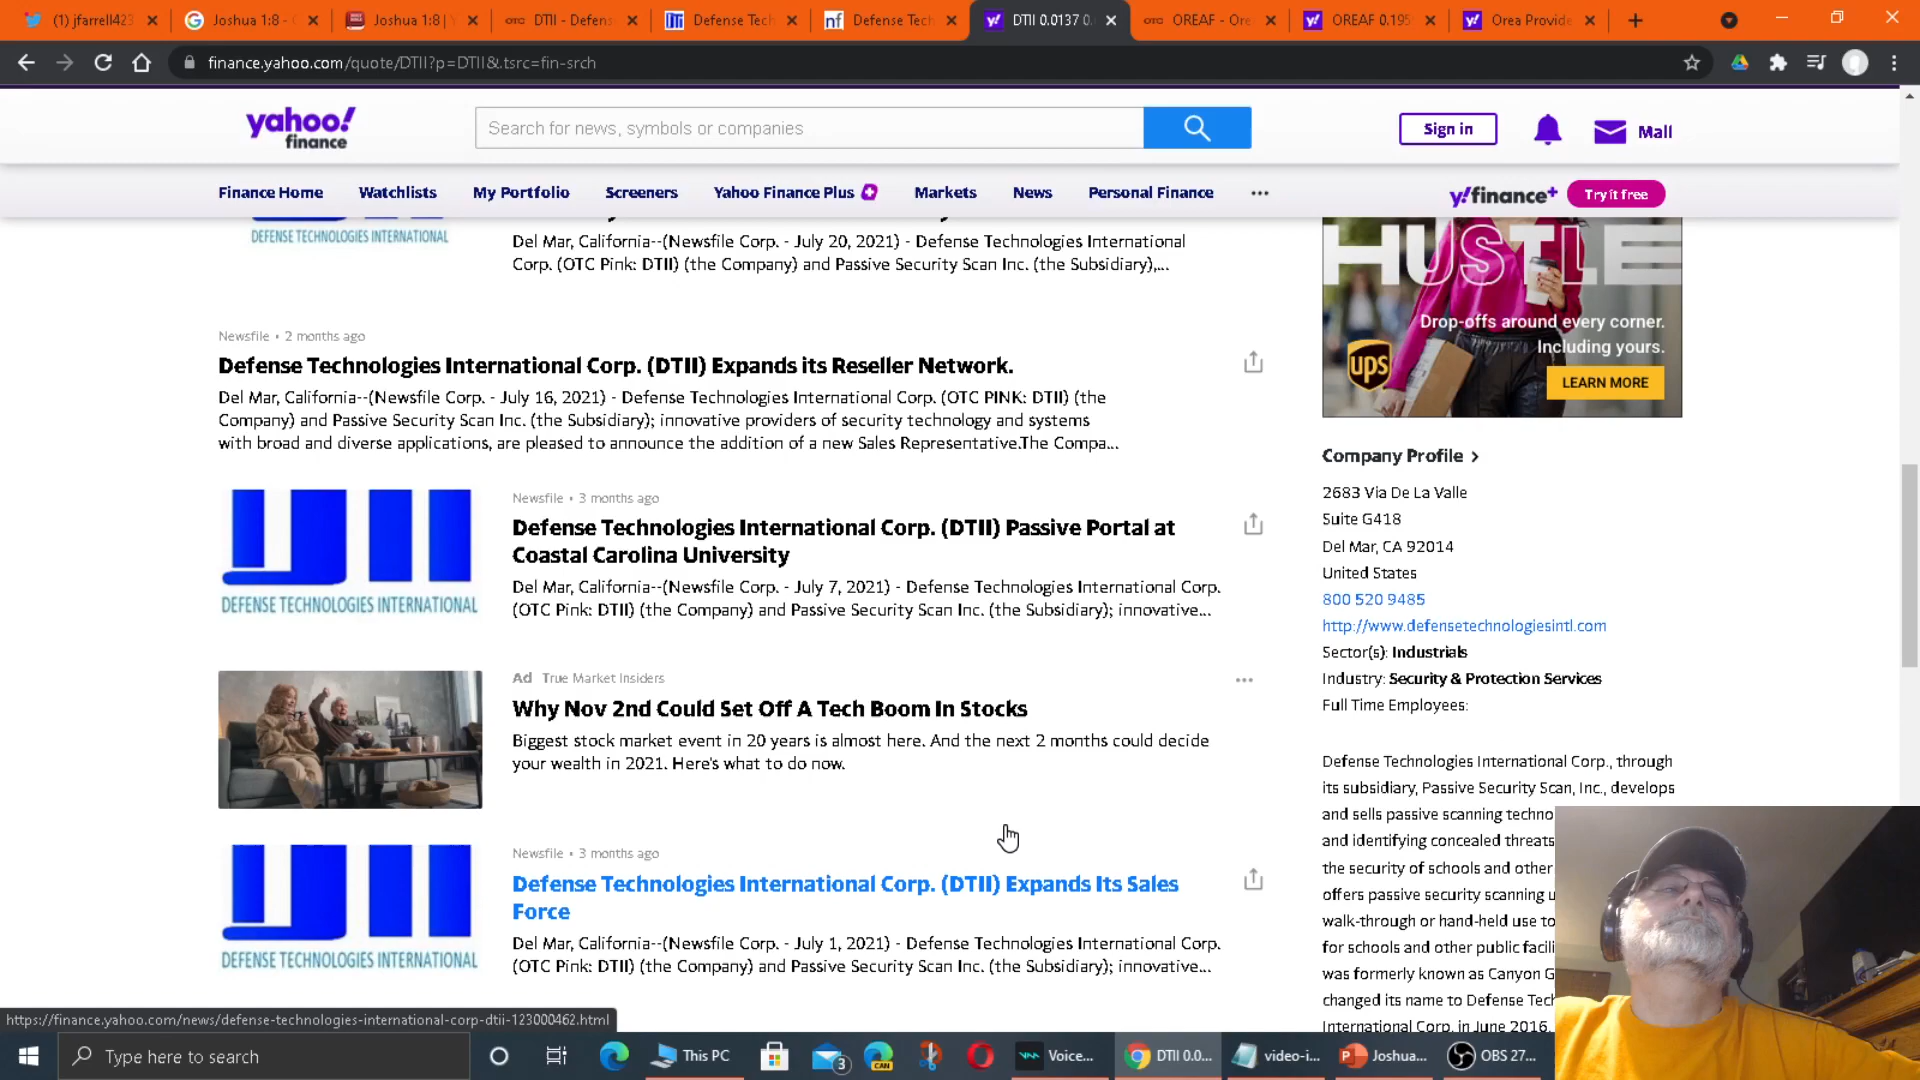 (1) jfarrell423
Joshua 1:8 -
Joshua 1:8 |
DTII - Defens
Defense Tech
Defense Tech
DTII 0.0137 0.
OREAF - Ore
OREAF 0.195
Orea Provide
finance.yahoo.com/quote/DTII?p=DTII&.tsrc=fin-srch
yahoo!
finance
Search for news, symbols or companies
Sign in
Mail
Finance Home
Watchlists
My Portfolio
Screeners
Yahoo Finance Plus
Markets
News
Personal Finance
...
y!finance+
Try it free
DEFENSE TECHNOLOGIES INTERNATIONAL
Del Mar, California--(Newsfile Corp. - July 20, 2021) - Defense Technologies International
Corp. (OTC Pink: DTII) (the Company) and Passive Security Scan Inc. (the Subsidiary),...
Newsfile • 2 months ago
Defense Technologies International Corp. (DTII) Expands its Reseller Network.
Del Mar, California--(Newsfile Corp. - July 16, 2021) - Defense Technologies International Corp. (OTC PINK: DTII) (the
Company) and Passive Security Scan Inc. (the Subsidiary); innovative providers of security technology and systems
with broad and diverse applications, are pleased to announce the addition of a new Sales Representative.The Compa...
DTII
DEFENSE TECHNOLOGIES INTERNATIONAL
Newsfile • 3 months ago
Defense Technologies International Corp. (DTII) Passive Portal at
Coastal Carolina University
Del Mar, California--(Newsfile Corp. - July 7, 2021) - Defense Technologies International Corp.
(OTC Pink: DTII) (the Company) and Passive Security Scan Inc. (the Subsidiary); innovative...
Ad True Market Insiders
Why Nov 2nd Could Set Off A Tech Boom In Stocks
Biggest stock market event in 20 years is almost here. And the next 2 months could decide
your wealth in 2021. Here's what to do now.
DTII
DEFENSE TECHNOLOGIES INTERNATIONAL
Newsfile • 3 months ago
Defense Technologies International Corp. (DTII) Expands Its Sales
Force
Del Mar, California--(Newsfile Corp. - July 1, 2021) - Defense Technologies International Corp.
(OTC Pink: DTII) (the Company) and Passive Security Scan Inc. (the Subsidiary); innovative...
HUSTLE
Drop-offs around every corner.
Including yours.
ups
LEARN MORE
Company Profile >
2683 Via De La Valle
Suite G418
Del Mar, CA 92014
United States
800 520 9485
http://www.defensetechnologiesintl.com
Sector(s): Industrials
Industry: Security & Protection Services
Full Time Employees:
Defense Technologies International Corp., through
its subsidiary, Passive Security Scan, Inc., develops
and sells passive scanning techno
and identifying concealed threats
the security of schools and other
offers passive security scanning u
walk-through or hand-held use to
for schools and other public facili
was formerly known as Canyon G
changed its name to Defense Tech
International Corp. in June 2016.
https://finance.yahoo.com/news/defense-technologies-international-corp-dtii-123000462.html
Type here to search
This PC
3
CAN
Voice...
DTII 0.0...
video-i...
Joshua...
OBS 27...